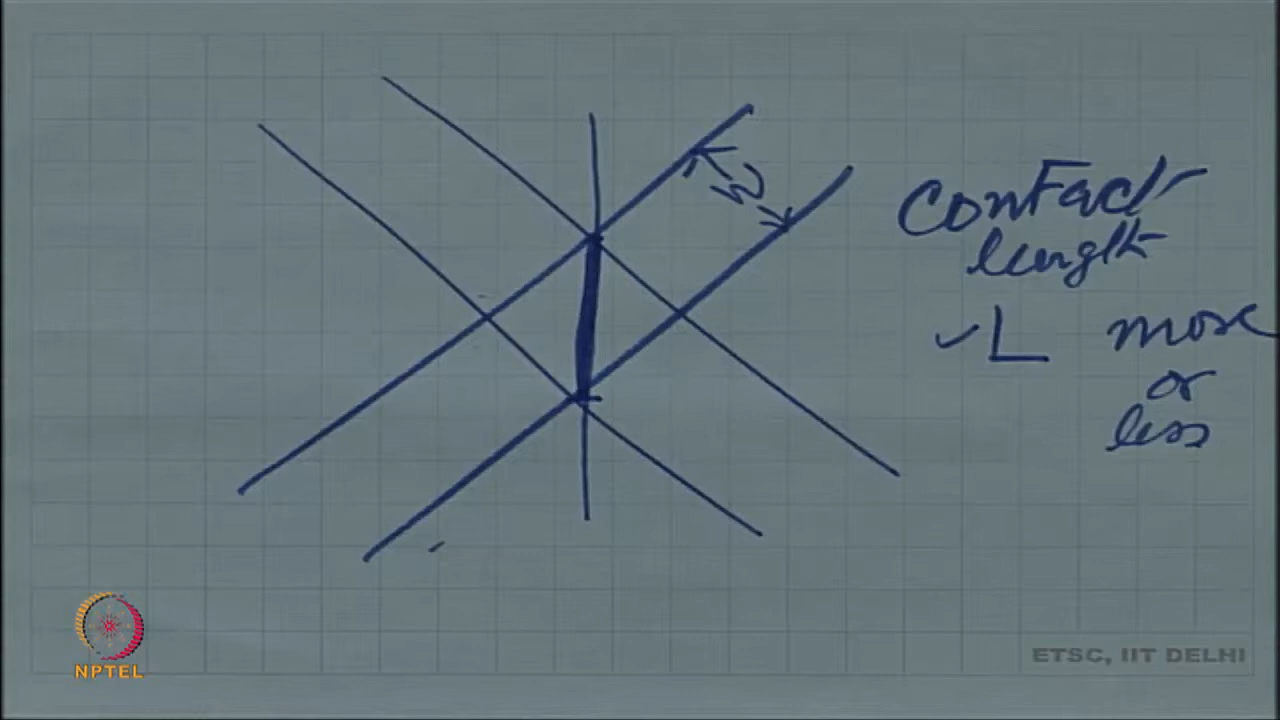 W
Contact
length
L more
or
less
NPTEL
ETSC, IIT DELHI